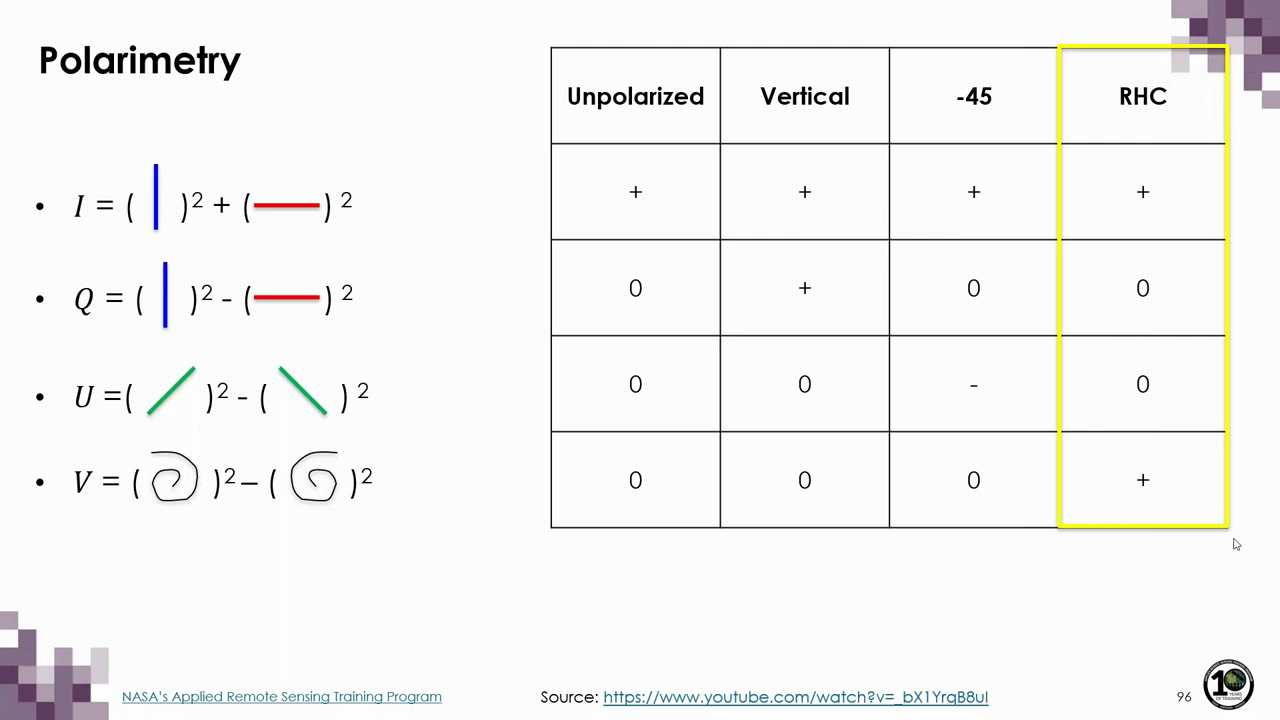 Polarimetry
• I = ( )2 + ( ) 2
• Q = ( )2 - ( ) 2
• U =( )2 - ( ) 2
• V = ( )2 – ( )2
Unpolarized Vertical -45 RHC
+ + + +
0 + 0 0
0 0 - 0
0 0 0 +
NASA's Applied Remote Sensing Training Program
Source: https://www.youtube.com/watch?v=_bX1YrqB8uI
96
10